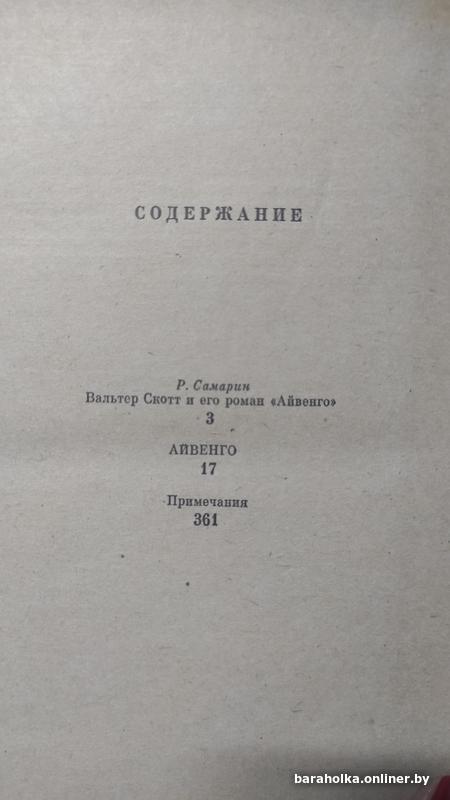 СОДЕРЖАНИЕ
Р. Самарин
Вальтер Скотт и его роман «Айвенго»
3
АЙВЕНГО
17
Примечания
361
baraholka.onliner.by